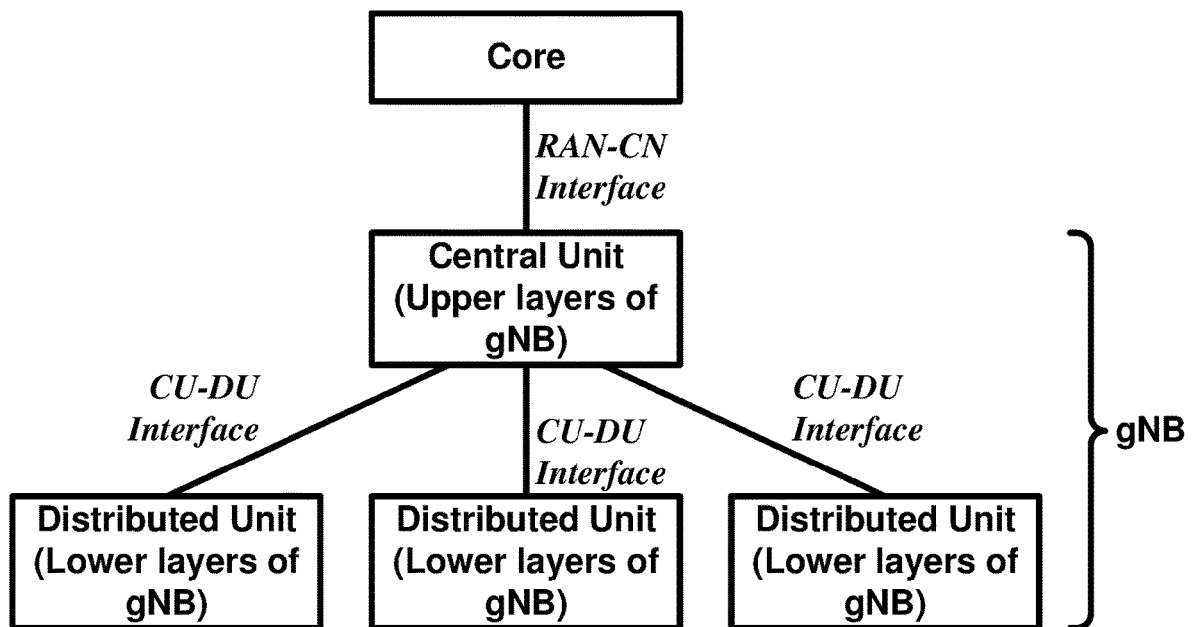 Core
RAN-CN
Interface
Central Unit
(Upper layers of
gNB)
CU-DU
Interface
CU-DU
Interface
CU-DU
Interface
gNB
Distributed Unit
(Lower layers of
gNB)
Distributed Unit
(Lower layers of
gNB)
Distributed Unit
(Lower layers of
gNB)